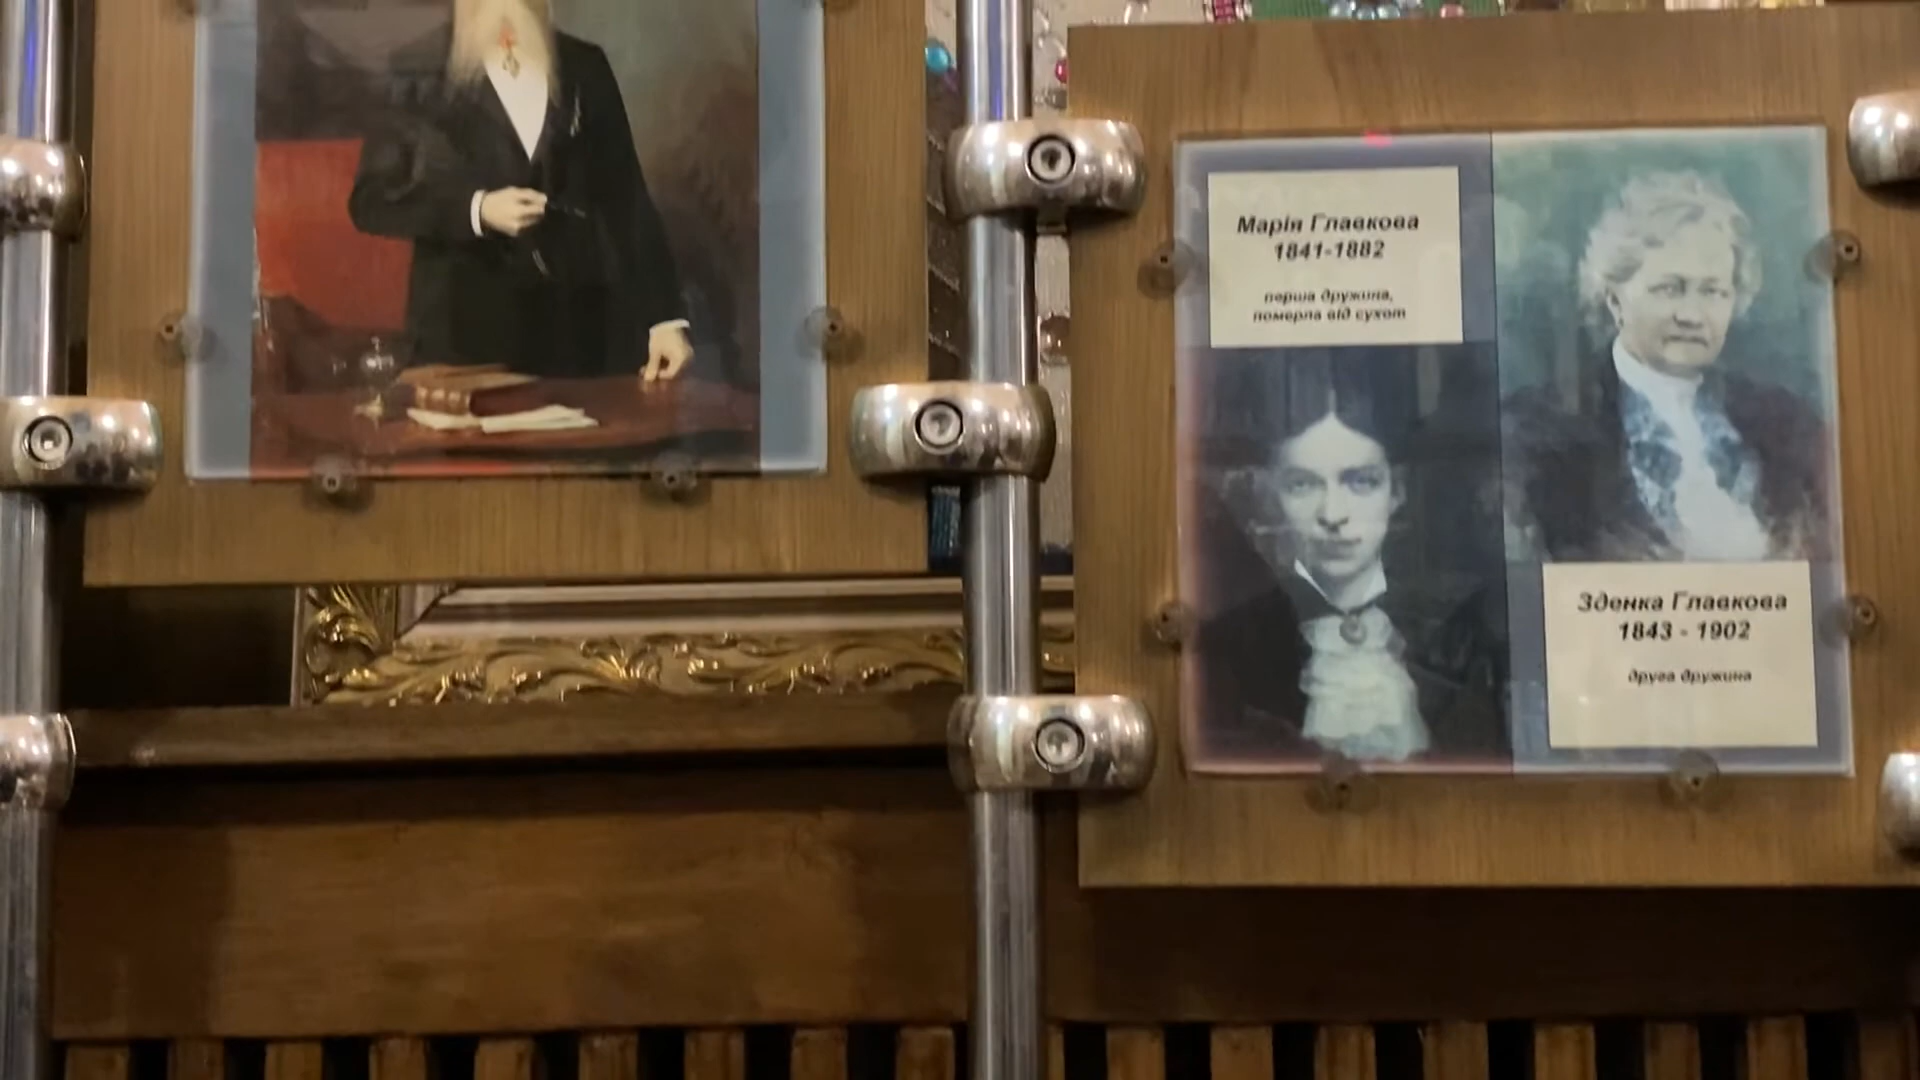 Марія Главкова
1841-1882
перша дружина,
померла від сухот
Зденка Главкова
1843 - 1902
друга дружина